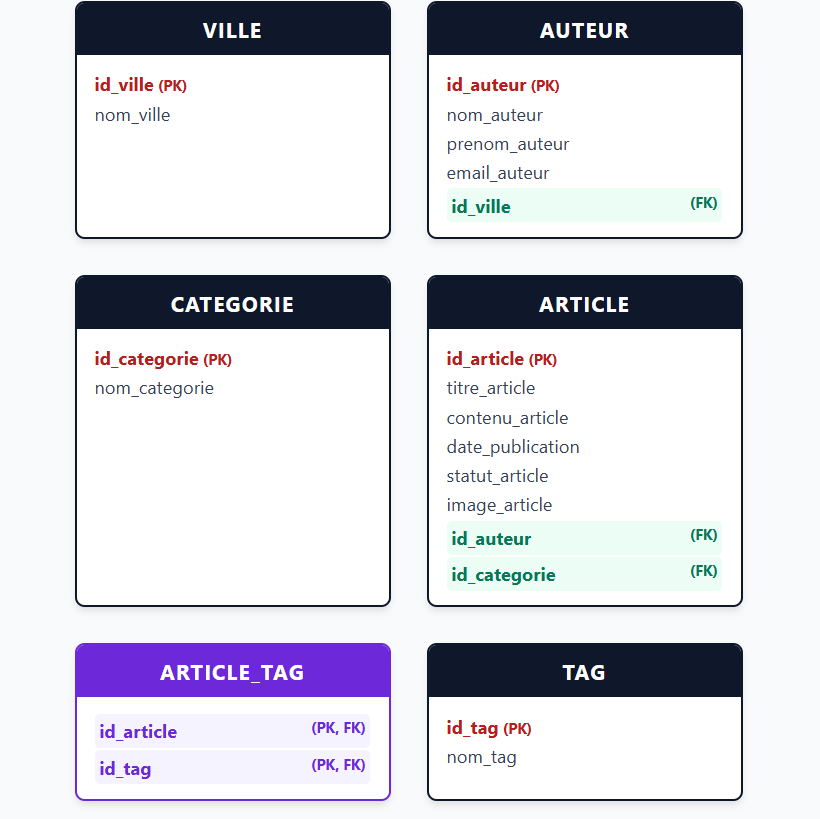 VILLE
id_ville (PK)
nom_ville
AUTEUR
id_auteur (PK)
nom_auteur
prenom_auteur
email_auteur
id_ville (FK)
CATEGORIE
id_categorie (PK)
nom_categorie
ARTICLE
id_article (PK)
titre_article
contenu_article
date_publication
statut_article
image_article
id_auteur (FK)
id_categorie (FK)
ARTICLE_TAG
id_article (PK, FK)
id_tag (PK, FK)
TAG
id_tag (PK)
nom_tag